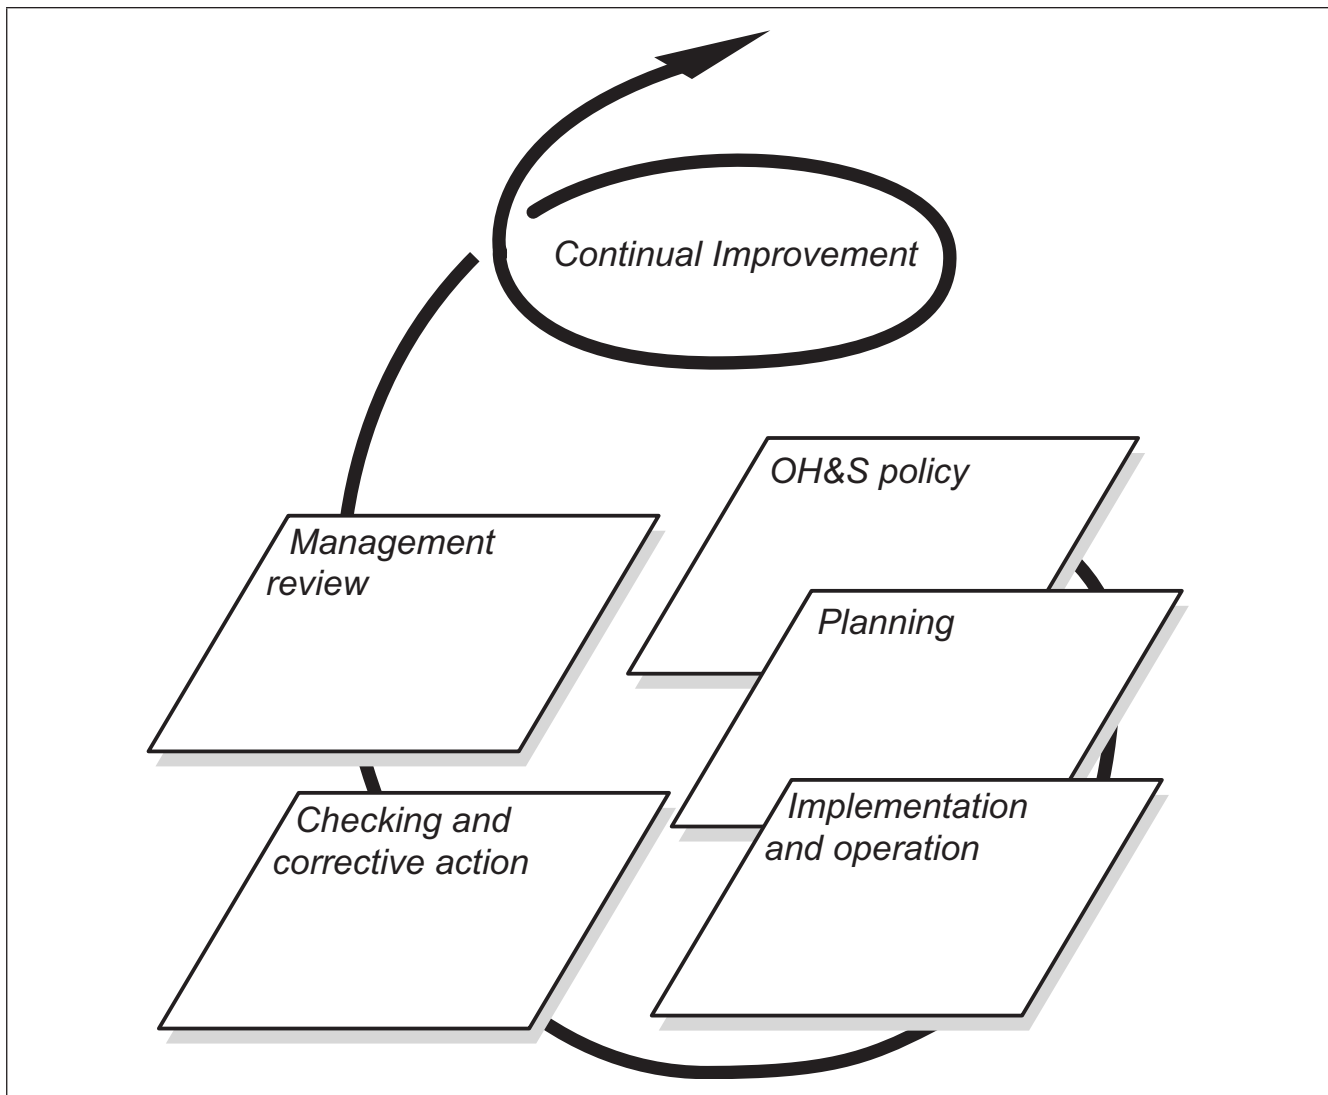 Continual Improvement
OH&S policy
Planning
Implementation
and operation
Checking and
corrective action
Management
review